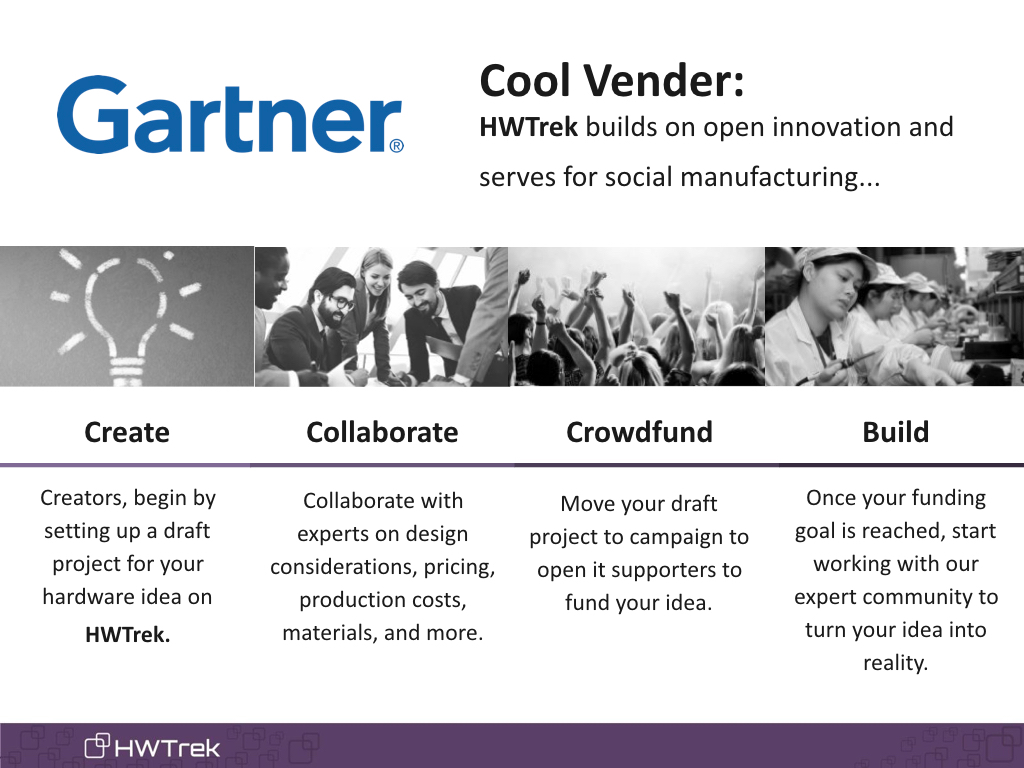 Gartner®
Cool Vender:
HWTrek builds on open innovation and
serves for social manufacturing...
Create
Collaborate
Crowdfund
Build
Creators, begin by
setting up a draft
project for your
hardware idea on
HWTrek.
Collaborate with
experts on design
considerations, pricing,
production costs,
materials, and more.
Move your draft
project to campaign to
open it supporters to
fund your idea.
Once your funding
goal is reached, start
working with our
expert community to
turn your idea into
reality.
HWTrek